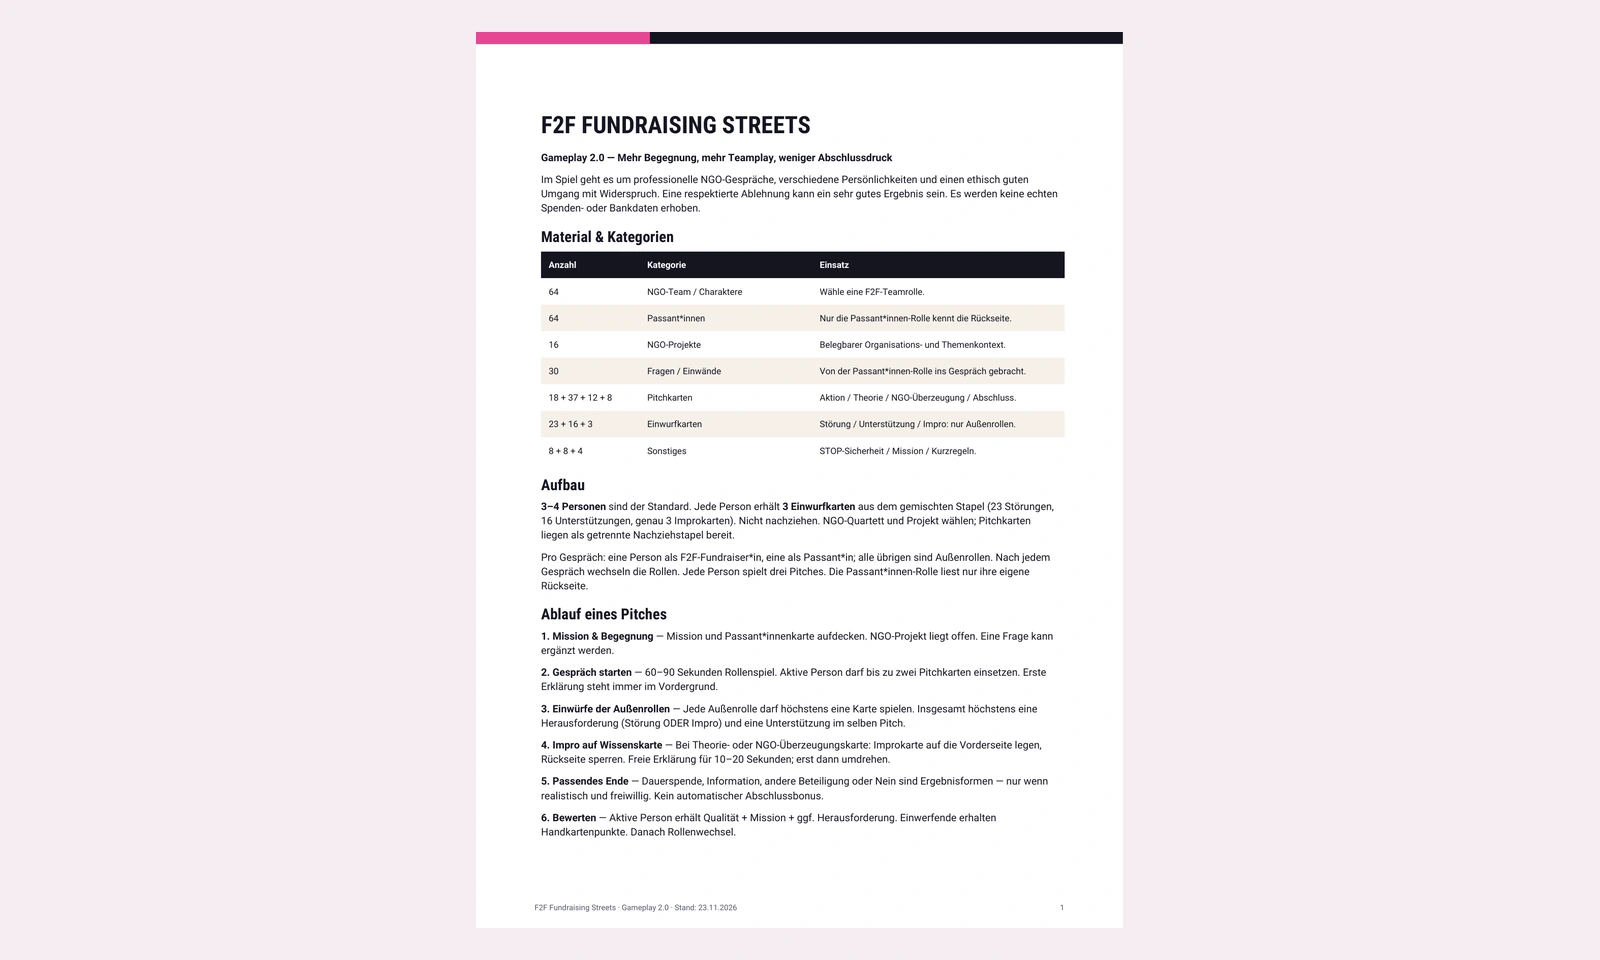 F2F FUNDRAISING STREETS
Gameplay 2.0 — Mehr Begegnung, mehr Teamplay, weniger Abschlussdruck
Im Spiel geht es um professionelle NGO-Gespräche, verschiedene Persönlichkeiten und einen ethisch guten
Umgang mit Widerspruch. Eine respektierte Ablehnung kann ein sehr gutes Ergebnis sein. Es werden keine echten
Spenden- oder Bankdaten erhoben.
Material & Kategorien
Anzahl Kategorie Einsatz
64 NGO-Team / Charaktere Wähle eine F2F-Teamrolle.
64 Passant*innen Nur die Passant*innen-Rolle kennt die Rückseite.
16 NGO-Projekte Belegbarer Organisations- und Themenkontext.
30 Fragen / Einwände Von der Passant*innen-Rolle ins Gespräch gebracht.
18 + 37 + 12 + 8 Pitchkarten Aktion / Theorie / NGO-Überzeugung / Abschluss.
23 + 16 + 3 Einwurfkarten Störung / Unterstützung / Impro: nur Außenrollen.
8 + 8 + 4 Sonstiges STOP-Sicherheit / Mission / Kurzregeln.
Aufbau
3–4 Personen sind der Standard. Jede Person erhält 3 Einwurfkarten aus dem gemischten Stapel (23 Störungen,
16 Unterstützungen, genau 3 Improkarten). Nicht nachziehen. NGO-Quartett und Projekt wählen; Pitchkarten
liegen als getrennte Nachziehstapel bereit.
Pro Gespräch: eine Person als F2F-Fundraiser*in, eine als Passant*in; alle übrigen sind Außenrollen. Nach jedem
Gespräch wechseln die Rollen. Jede Person spielt drei Pitches. Die Passant*innen-Rolle liest nur ihre eigene
Rückseite.
Ablauf eines Pitches
1. Mission & Begegnung — Mission und Passant*innenkarte aufdecken. NGO-Projekt liegt offen. Eine Frage kann
ergänzt werden.
2. Gespräch starten — 60–90 Sekunden Rollenspiel. Aktive Person darf bis zu zwei Pitchkarten einsetzen. Erste
Erklärung steht immer im Vordergrund.
3. Einwürfe der Außenrollen — Jede Außenrolle darf höchstens eine Karte spielen. Insgesamt höchstens eine
Herausforderung (Störung ODER Impro) und eine Unterstützung im selben Pitch.
4. Impro auf Wissenskarte — Bei Theorie- oder NGO-Überzeugungskarte: Improkarte auf die Vorderseite legen,
Rückseite sperren. Freie Erklärung für 10–20 Sekunden; erst dann umdrehen.
5. Passendes Ende — Dauerspende, Information, andere Beteiligung oder Nein sind Ergebnisformen — nur wenn
realistisch und freiwillig. Kein automatischer Abschlussbonus.
6. Bewerten — Aktive Person erhält Qualität + Mission + ggf. Herausforderung. Einwerfende erhalten
Handkartenpunkte. Danach Rollenwechsel.
F2F Fundraising Streets · Gameplay 2.0 · Stand: 23.11.2026 1